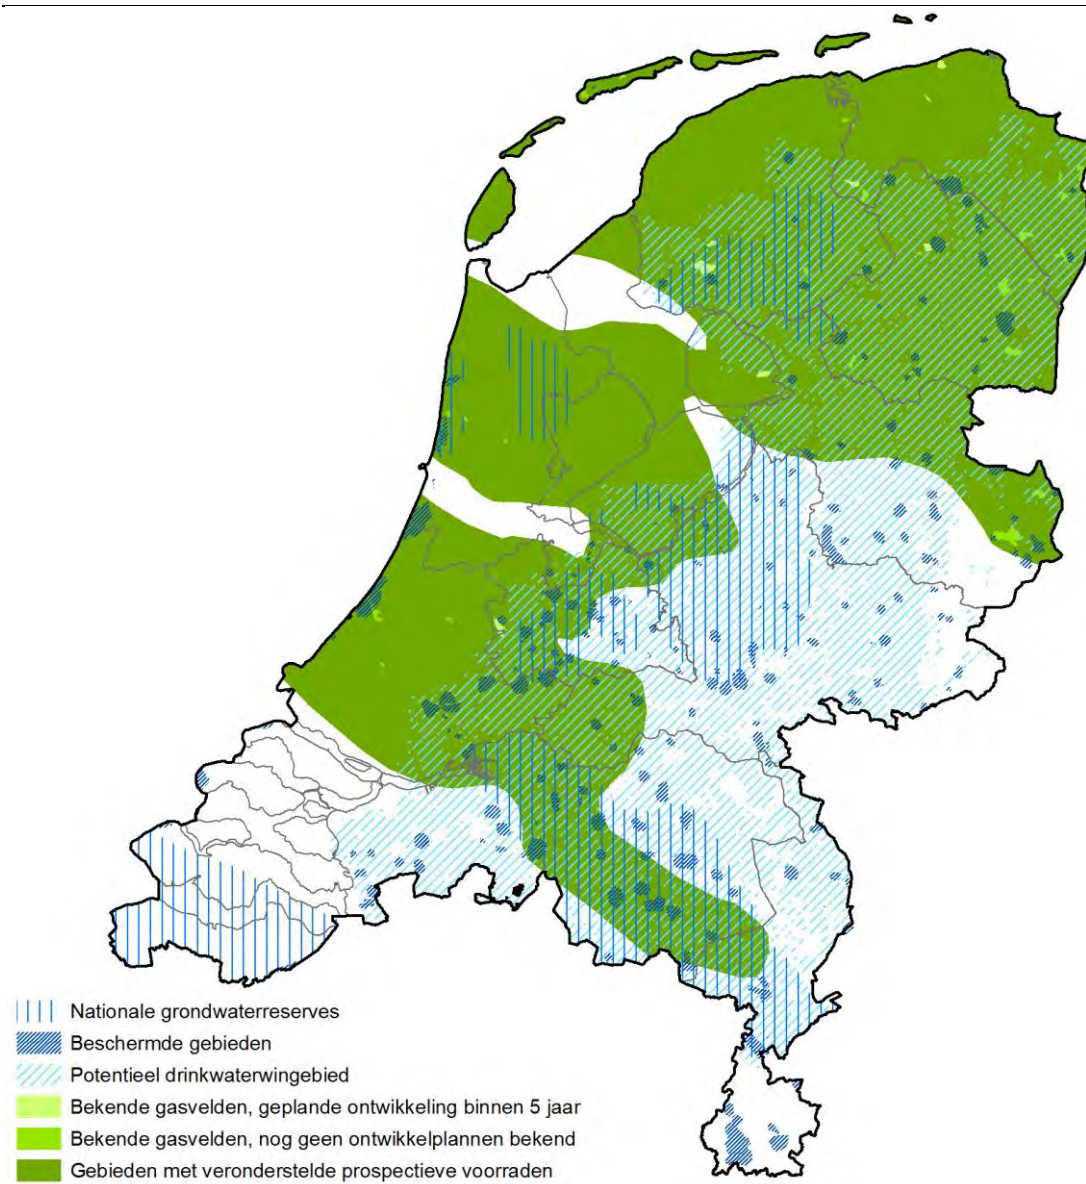 Nationale grondwaterreserves
Beschermde gebieden
Potentieel drinkwaterwingebied
Bekende gasvelden, geplande ontwikkeling binnen 5 jaar
Bekende gasvelden, nog geen ontwikkelplannen bekend
Gebieden met veronderstelde prospectieve voorraden